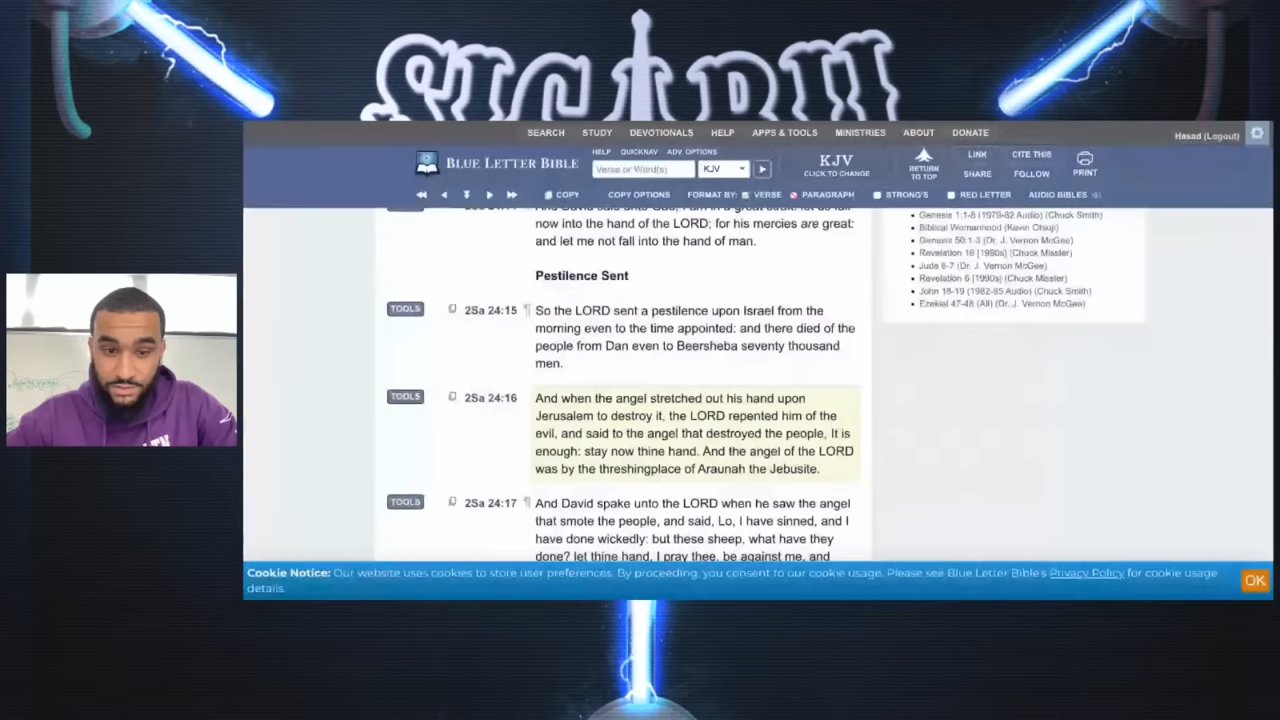 SICARII
SEARCH STUDY DEVOTIONALS HELP APPS & TOOLS MINISTRIES ABOUT DONATE
Hasad (Logout)
BLUE LETTER BIBLE
HELP QUICKNAV ADV OPTIONS
Verse or Word(s) KJV
KJV
CLICK TO CHANGE
RETURN
TO TOP
LINK CITE THIS
SHARE FOLLOW
PRINT
COPY COPY OPTIONS FORMAT BY: VERSE PARAGRAPH STRONG'S RED LETTER AUDIO BIBLES
now into the hand of the LORD; for his mercies are great:
and let me not fall into the hand of man.
Pestilence Sent
TOOLS 2Sa 24:15 ¶ So the LORD sent a pestilence upon Israel from the
morning even to the time appointed: and there died of the
people from Dan even to Beersheba seventy thousand
men.
TOOLS 2Sa 24:16 And when the angel stretched out his hand upon
Jerusalem to destroy it, the LORD repented him of the
evil, and said to the angel that destroyed the people, It is
enough: stay now thine hand. And the angel of the LORD
was by the threshingplace of Araunah the Jebusite.
TOOLS 2Sa 24:17 ¶ And David spake unto the LORD when he saw the angel
that smote the people, and said, Lo, I have sinned, and I
have done wickedly: but these sheep, what have they
done? let thine hand, I pray thee, be against me, and
Genesis 1:1-8 (1979-82 Audio) (Chuck Smith)
Biblical Womanhood (Kavin Otsuji)
Genesis 50:1-3 (Dr. J. Vernon McGee)
Revelation 16 [1990s] (Chuck Missler)
Jude 6-7 (Dr. J. Vernon McGee)
Revelation 6 [1990s] (Chuck Missler)
John 18-19 (1982-85 Audio) (Chuck Smith)
Ezekiel 47-48 (All) (Dr. J. Vernon McGee)
Cookie Notice: Our website uses cookies to store user preferences. By proceeding, you consent to our cookie usage. Please see Blue Letter Bible's Privacy Policy for cookie usage
details.
OK